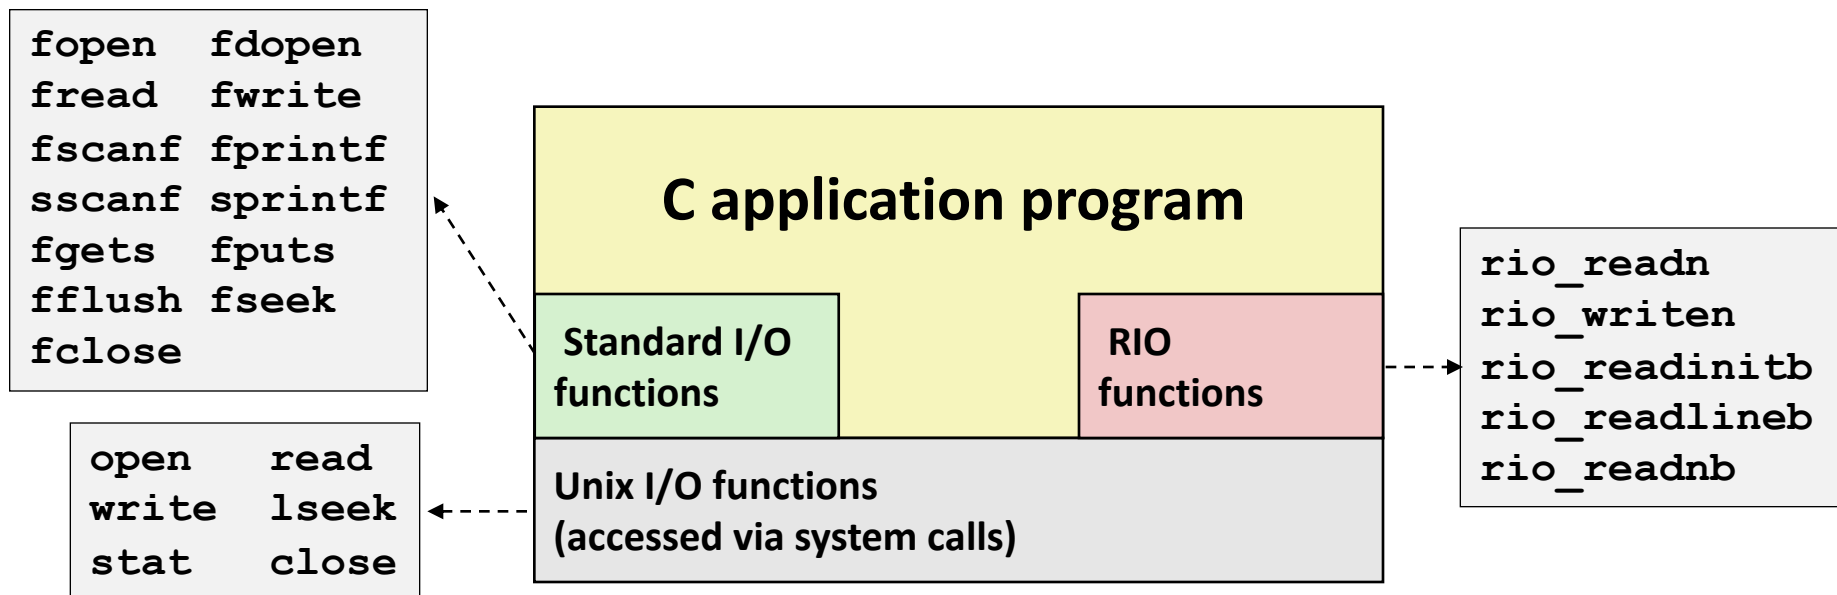 fopen fdopen
fread fwrite
fscanf fprintf
sscanf sprintf
fgets fputs
fflush fseek
fclose
C application program
Standard I/O
functions
RIO
functions
rio_readn
rio_writen
rio_readinitb
rio_readlineb
rio_readnb
open read
write lseek
stat close
Unix I/O functions
(accessed via system calls)